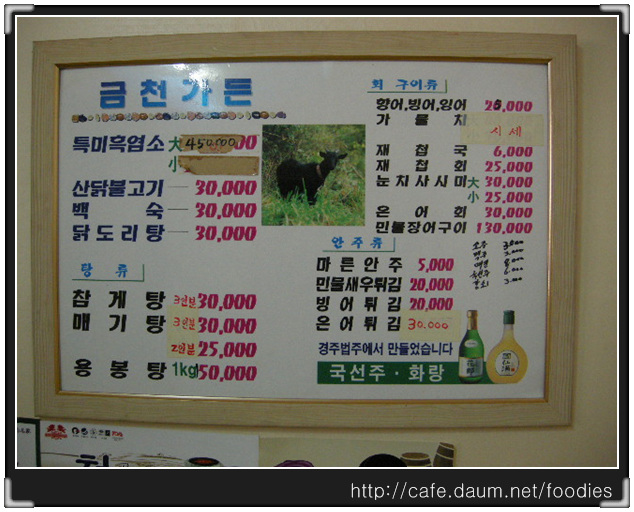 금천가든
특미흑염소 大 450,000
小
산닭불고기 30,000
백숙 30,000
닭도리탕 30,000
탕류
참게탕 3인분 30,000
매기탕 3인분 30,000
2인분 25,000
용봉탕 1kg 50,000
회 구이류
향어,빙어,잉어 25,000
가물치 시세
재첩국 6,000
재첩회 25,000
눈치사시미 大 30,000
小 25,000
은어회 30,000
민물장어구이 130,000
안주류
마른안주 5,000
민물새우튀김 20,000
빙어튀김 20,000
은어튀김 30.000
소주
경주법주에서 만들었습니다
국선주·화랑
http://cafe.daum.net/foodies